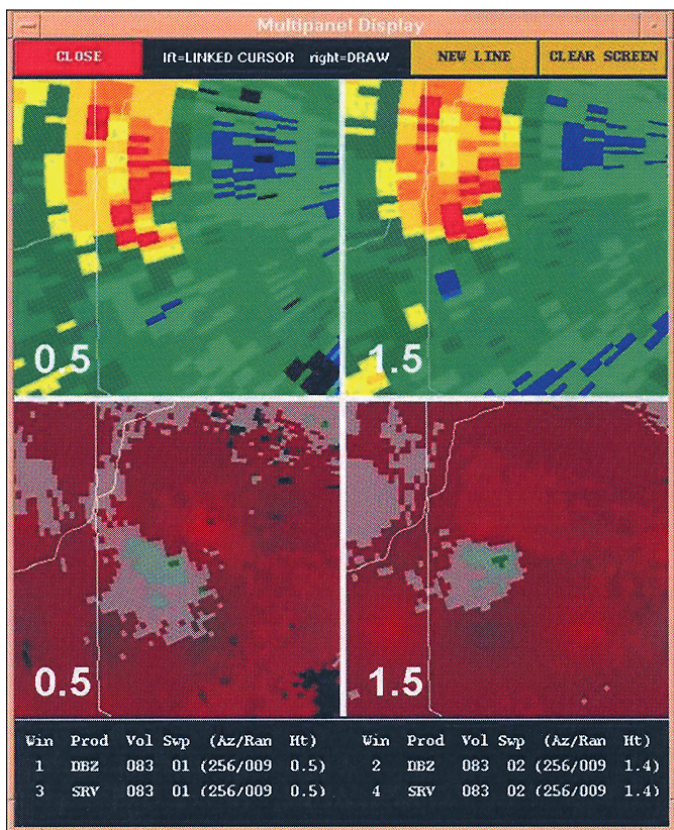 Multipanel Display
CLOSE lft=LINKED CURSOR right=DRAW NEW LINE CLEAR SCREEN
0.5 1.5
0.5 1.5
Win Prod Vol Swp (Az/Ran Ht) Win Prod Vol Swp (Az/Ran Ht)
1 DBZ 083 01 (256/009 0.5) 2 DBZ 083 02 (256/009 1.4)
3 SRV 083 01 (256/009 0.5) 4 SRV 083 02 (256/009 1.4)